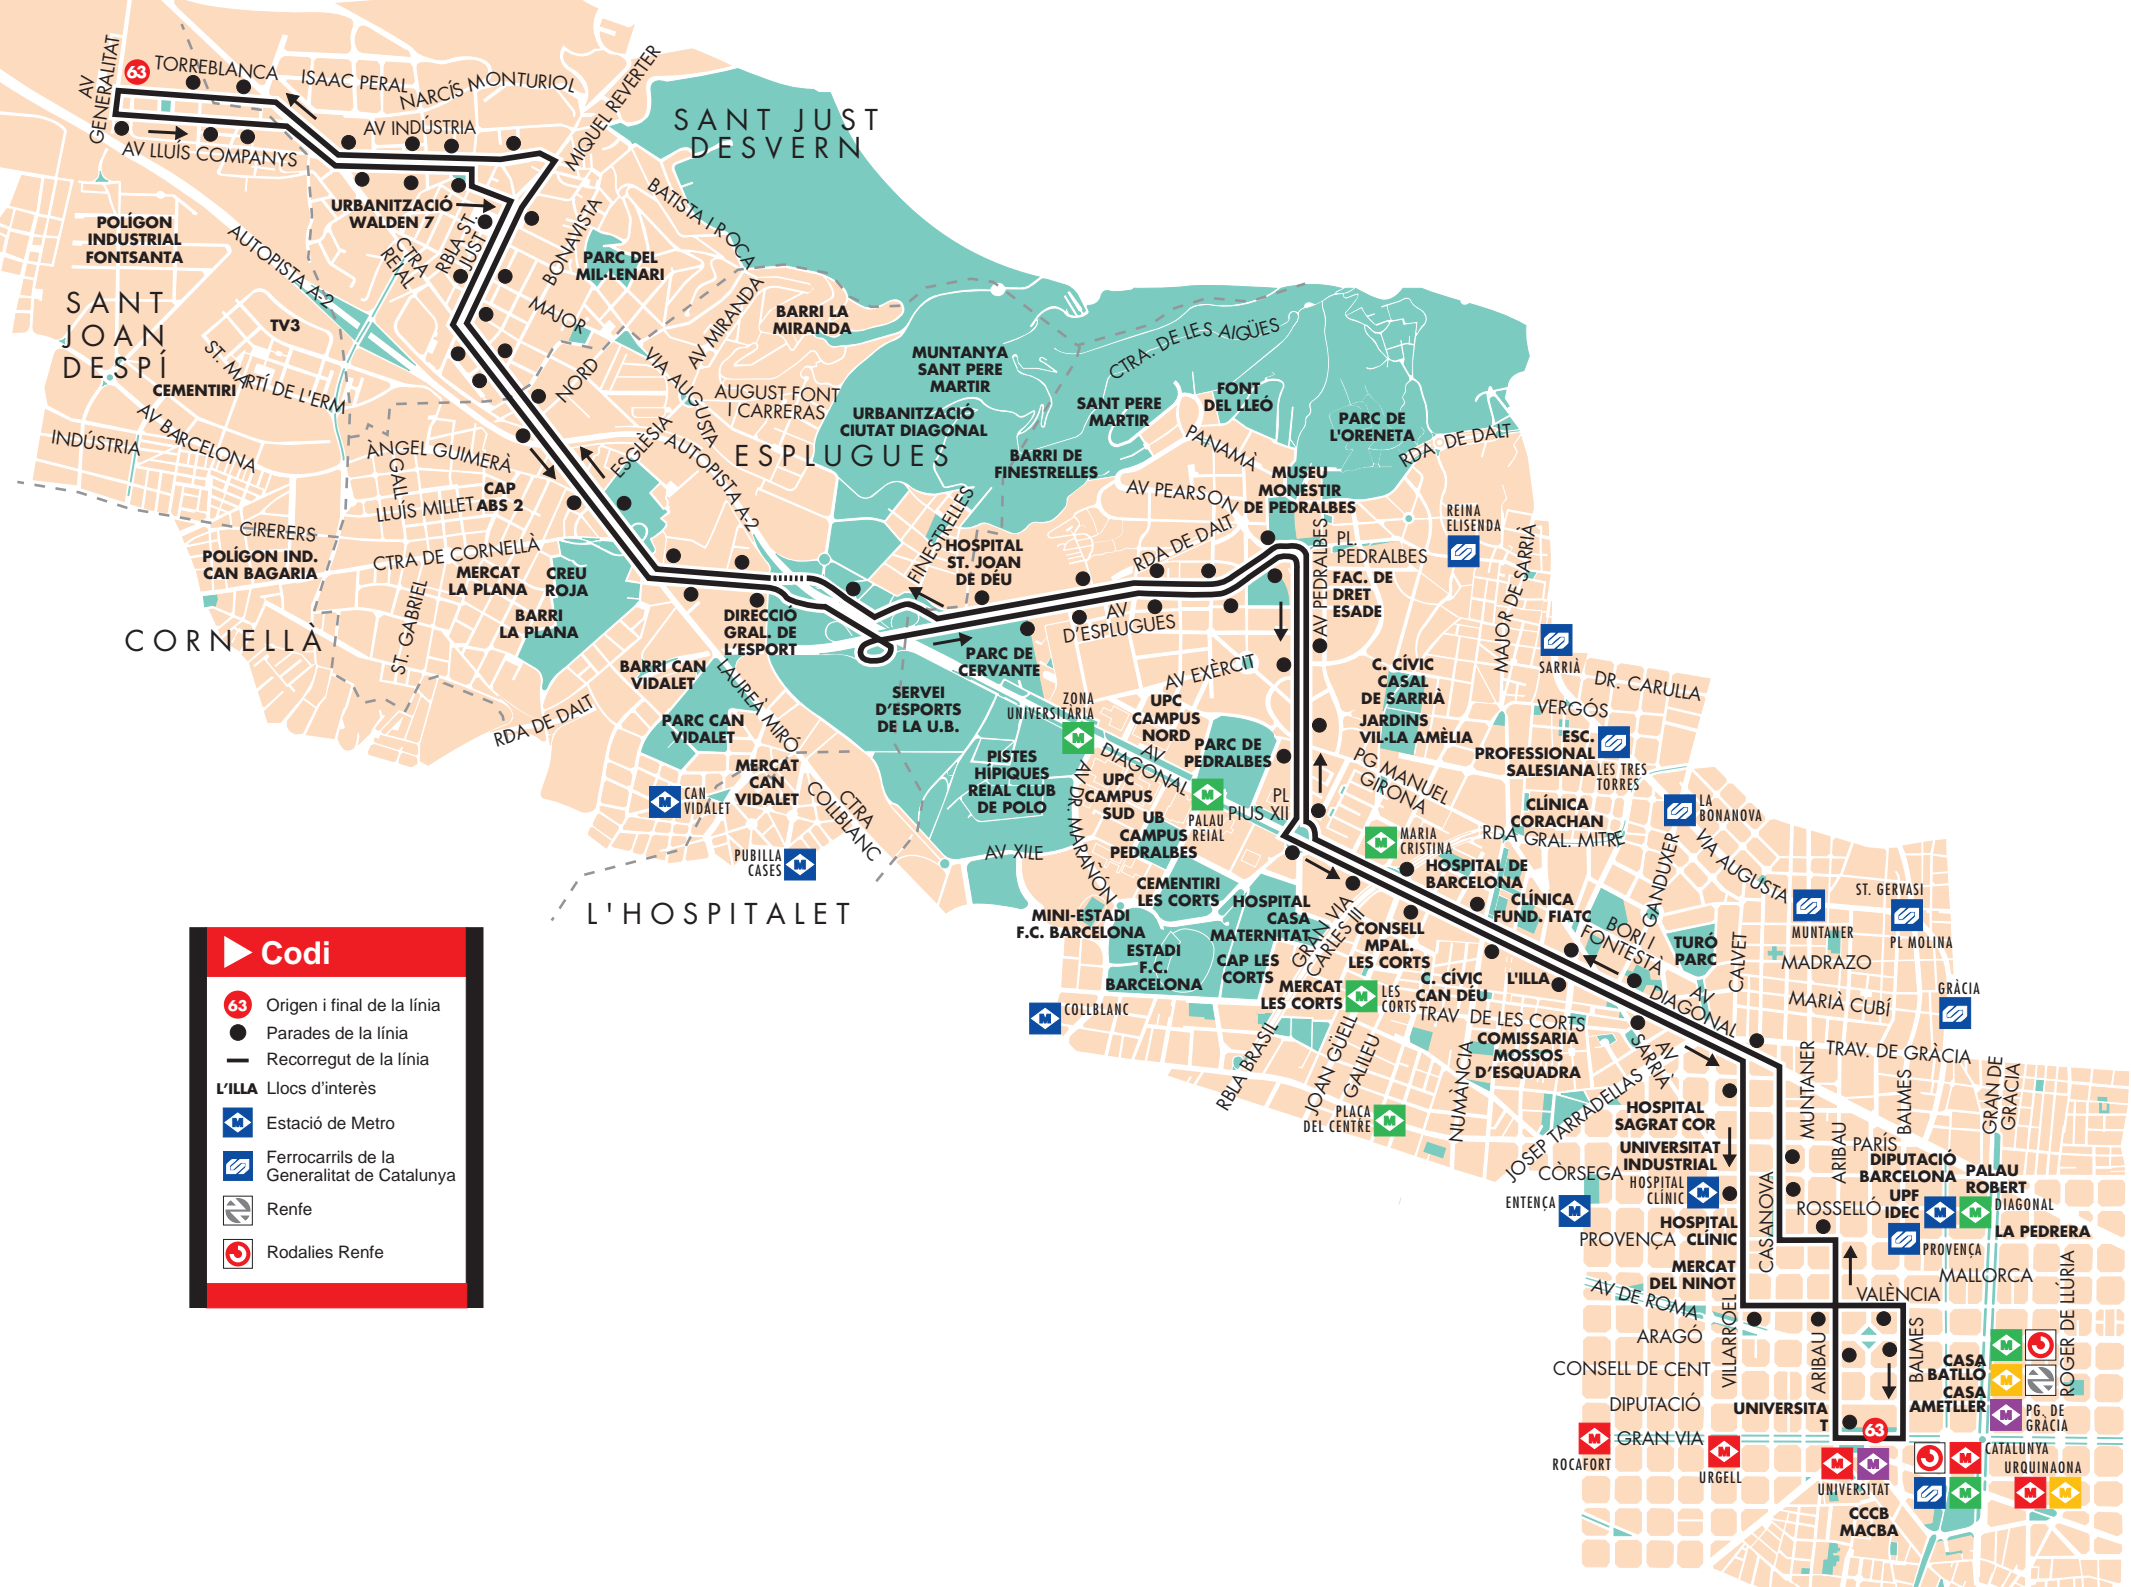 63
AV
GENERALITAT
TORREBLANCA
ISAAC PERAL
NARCÍS MONTURIOL
MIQUEL REVERTER
AV INDÚSTRIA
AV LLUÍS COMPANYS
SANT JUST
DESVERN
URBANITZACIÓ
WALDEN 7
RBLA ST.
JUST
CTRA
REIAL
BONAVISTA
BATISTA I ROCA
PARC DEL
MIL·LENARI
POLÍGON
INDUSTRIAL
FONTSANTA
AUTOPISTA A-2
SANT
JOAN
DESPÍ
TV3
MAJOR
AV MIRANDA
BARRI LA
MIRANDA
ST. MARTÍ DE L'ERM
CEMENTIRI
AV BARCELONA
INDÚSTRIA
NORD
VIA AUGUSTA
AUGUST FONT
I CARRERAS
MUNTANYA
SANT PERE
MARTIR
URBANITZACIÓ
CIUTAT DIAGONAL
CTRA. DE LES AIGÜES
SANT PERE
MARTIR
FONT
DEL LLEÓ
PARC DE
L'ORENETA
RDA DE DALT
ESPLUGUES
ESGLÈSIA
AUTOPISTA A-2
BARRI DE
FINESTRELLES
PANAMÀ
AV PEARSON
MUSEU
MONESTIR
DE PEDRALBES
ÀNGEL GUIMERÀ
GALL
LLUÍS MILLET
CAP
ABS 2
CIRERERS
POLÍGON IND.
CAN BAGARIA
CTRA DE CORNELLÀ
MERCAT
LA PLANA
CREU
ROJA
BARRI
LA PLANA
ST. GABRIEL
CORNELLÀ
FINESTRELLES
HOSPITAL
ST. JOAN
DE DÉU
RDA DE DALT
AV PEDRALBES
PL.
PEDRALBES
REINA
ELISENDA
MAJOR DE SARRIÀ
FAC. DE
DRET
ESADE
DIRECCIÓ
GRAL. DE
L'ESPORT
AV
D'ESPLUGUES
PARC DE
CERVANTE
BARRI CAN
VIDALET
LAUREÀ MIRÓ
RDA DE DALT
PARC CAN
VIDALET
SERVEI
D'ESPORTS
DE LA U.B.
ZONA
UNIVERSITÀRIA
AV EXÈRCIT
UPC
CAMPUS
NORD
PARC DE
PEDRALBES
C. CÍVIC
CASAL
DE SARRIÀ
JARDINS
VIL·LA AMÈLIA
SARRIÀ
DR. CARULLA
VERGÓS
ESC.
PROFESSIONAL
SALESIANA
LES TRES
TORRES
MERCAT
CAN
VIDALET
CAN
VIDALET
CTRA
COLLBLANC
PUBILLA
CASES
PISTES
HÍPIQUES
REIAL CLUB
DE POLO
AV
DIAGONAL
AV DR. MARAÑÓN
UPC
CAMPUS
SUD
UB
CAMPUS
PEDRALBES
PALAU
REIAL
PL
PIUS XII
PG MANUEL
GIRONA
AV XILE
MARIA
CRISTINA
CLÍNICA
CORACHAN
RDA GRAL. MITRE
LA
BONANOVA
GANDUXER
VIA AUGUSTA
HOSPITAL DE
BARCELONA
CLÍNICA
FUND. FIATC
L'HOSPITALET
CEMENTIRI
LES CORTS
HOSPITAL
CASA
MATERNITAT
MINI-ESTADI
F.C. BARCELONA
ESTADI
F.C.
BARCELONA
CAP LES
CORTS
GRAN VIA
CARLES III
CONSELL
MPAL.
LES CORTS
BORI I
FONTESTÀ
TURÓ
PARC
CALVET
MUNTANER
ST. GERVASI
PL MOLINA
MADRAZO
MARIÀ CUBÍ
GRÀCIA
MERCAT
LES CORTS
LES
CORTS
C. CÍVIC
CAN DÉU
L'ILLA
AV
DIAGONAL
COLLBLANC
TRAV DE LES CORTS
COMISSARIA
MOSSOS
D'ESQUADRA
AV
SARRIÀ
RBLA BRASIL
JOAN GÜELL
GALILEU
NUMÀNCIA
PLAÇA
DEL CENTRE
JOSEP TARRADELLAS
HOSPITAL
SAGRAT COR
UNIVERSITAT
INDUSTRIAL
CÒRSEGA
HOSPITAL
CLÍNIC
ENTENÇA
HOSPITAL
CLÍNIC
PROVENÇA
CASANOVA
MUNTANER
ARIBAU
TRAV. DE GRÀCIA
BALMES
GRAN DE
GRÀCIA
PARÍS
DIPUTACIÓ
BARCELONA
PALAU
ROBERT
ROSSELLÓ
UPF
IDEC
DIAGONAL
LA PEDRERA
PROVENÇA
MERCAT
DEL NINOT
AV DE ROMA
MALLORCA
VALÈNCIA
ARAGÓ
CONSELL DE CENT
VILLARROEL
ARIBAU
BALMES
ROGER DE LLÚRIA
CASA
BATLLÓ
CASA
AMETLLER
PG. DE
GRÀCIA
DIPUTACIÓ
UNIVERSITA
T
63
GRAN VIA
ROCAFORT
URGELL
UNIVERSITAT
CATALUNYA
URQUINAONA
CCCB
MACBA
Codi
63 Origen i final de la línia
Parades de la línia
Recorregut de la línia
L'ILLA Llocs d'interès
M Estació de Metro
Ferrocarrils de la
Generalitat de Catalunya
Renfe
Rodalies Renfe